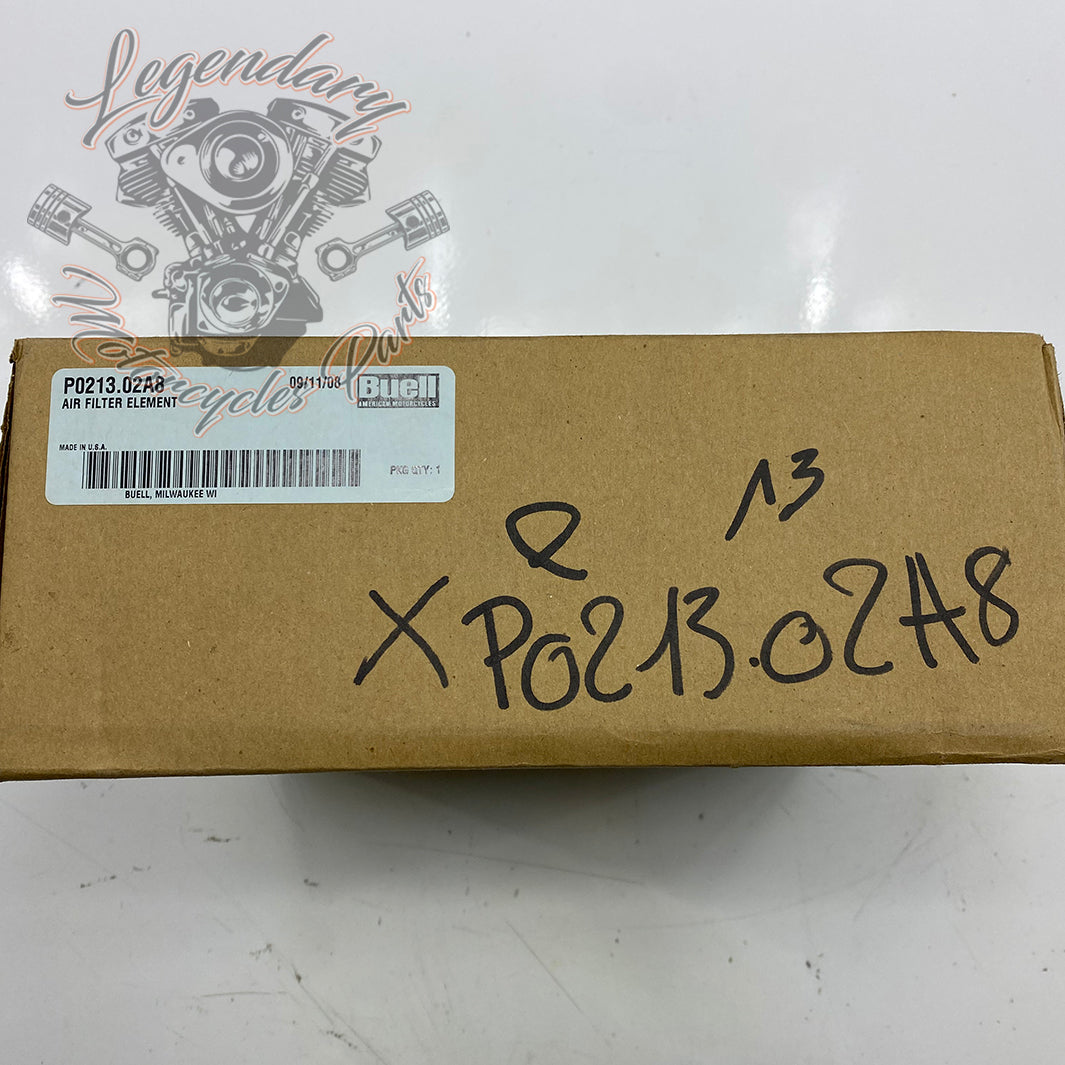 Legendary
Motorcycles Parts
P0213.02A8 09/11/08 Buell
AIR FILTER ELEMENT AMERICAN MOTORCYCLES
MADE IN U.S.A.
PKG QTY: 1
BUELL, MILWAUKEE WI
13
X P0213.02A8